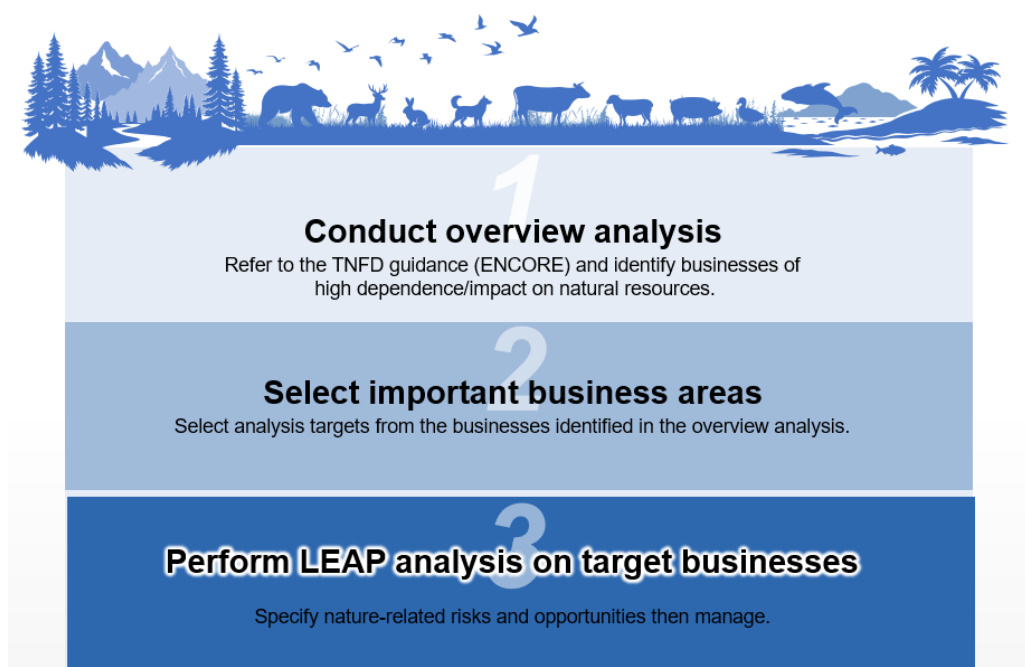 1
Conduct overview analysis
Refer to the TNFD guidance (ENCORE) and identify businesses of
high dependence/impact on natural resources.
2
Select important business areas
Select analysis targets from the businesses identified in the overview analysis.
3
Perform LEAP analysis on target businesses
Specify nature-related risks and opportunities then manage.